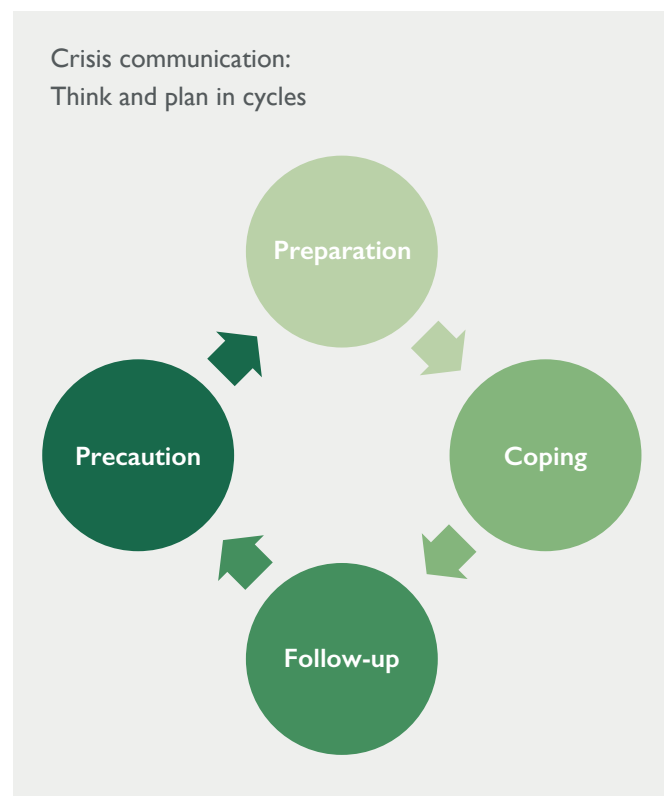 Crisis communication:
Think and plan in cycles
Preparation
Coping
Follow-up
Precaution